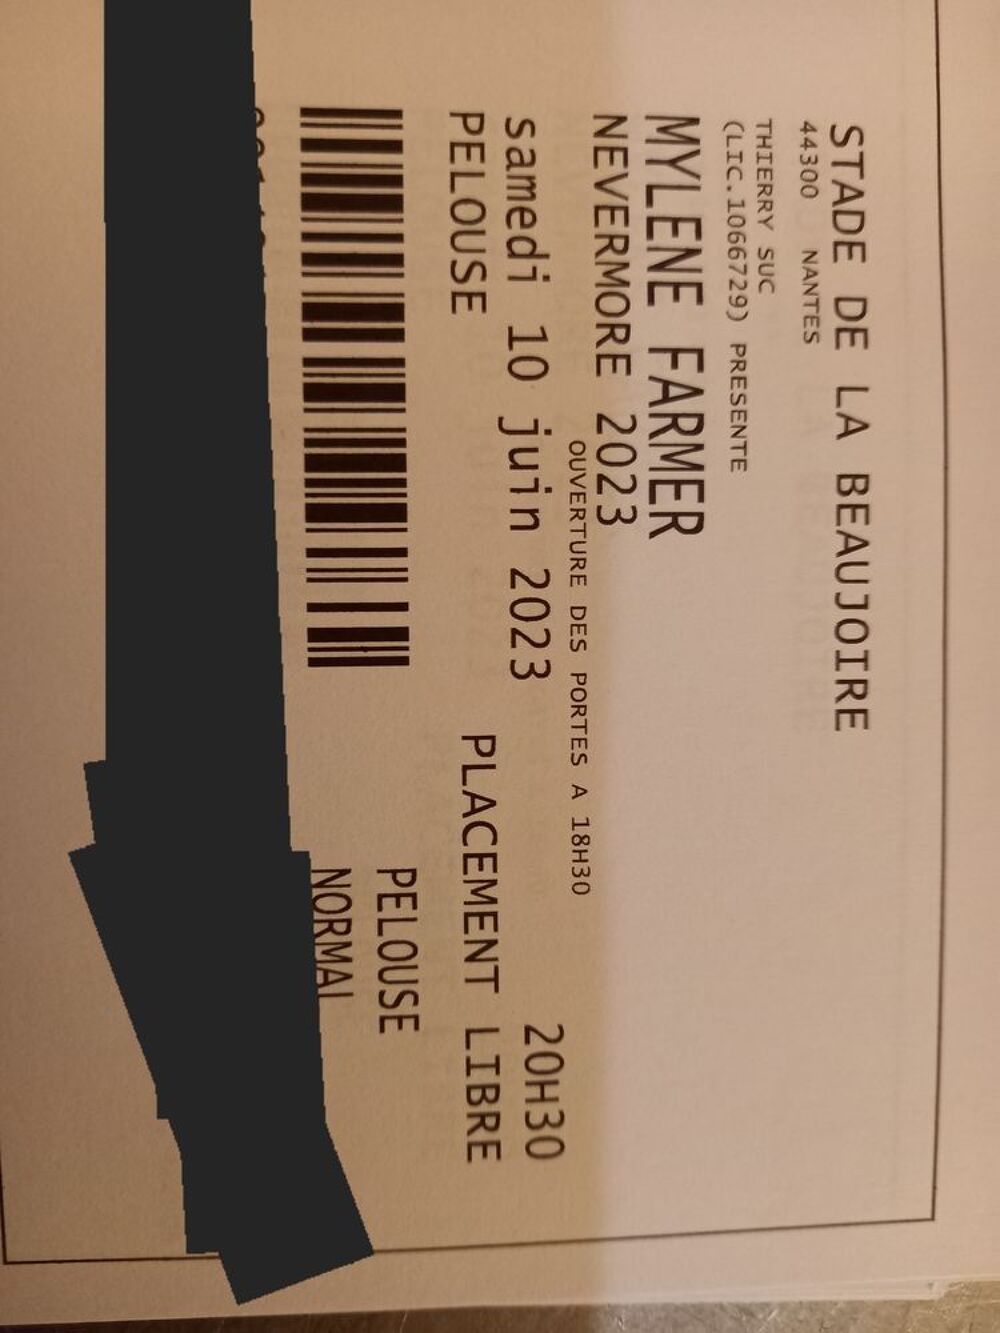 STADE DE LA BEAUJOIRE
44300 NANTES
THIERRY SUC
(LIC.1066729) PRESENTE
MYLENE FARMER
NEVERMORE 2023
OUVERTURE DES PORTES A 18H30
samedi 10 juin 2023 20H30
PELOUSE PLACEMENT LIBRE
PELOUSE
NORMAL